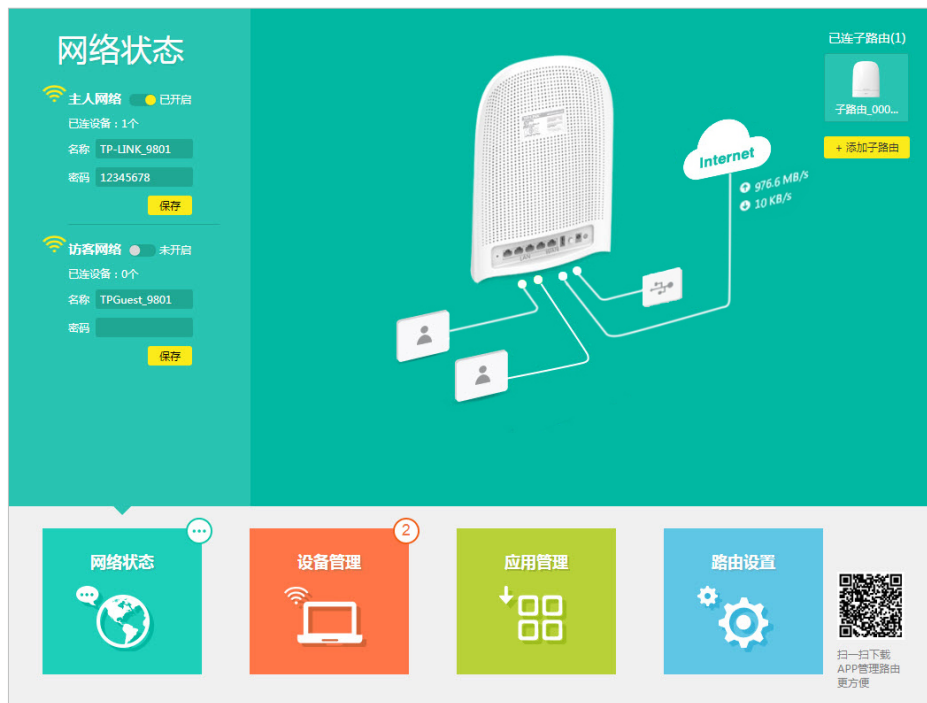 网络状态
主人网络 已开启
已连设备：1个
名称 TP-LINK_9801
密码 12345678
保存
访客网络 未开启
已连设备：0个
名称 TPGuest_9801
密码
保存
LAN WAN
Internet
976.6 MB/s
10 KB/s
已连子路由(1)
子路由_000...
+ 添加子路由
网络状态
设备管理
2
应用管理
路由设置
扫一扫下载
APP管理路由
更方便